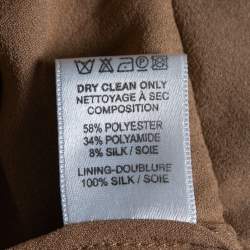 DRY CLEAN ONLY
NETTOYAGE À SEC
COMPOSITION
58% POLYESTER
34% POLYAMIDE
8% SILK / SOIE
LINING-DOUBLURE
100% SILK / SOIE